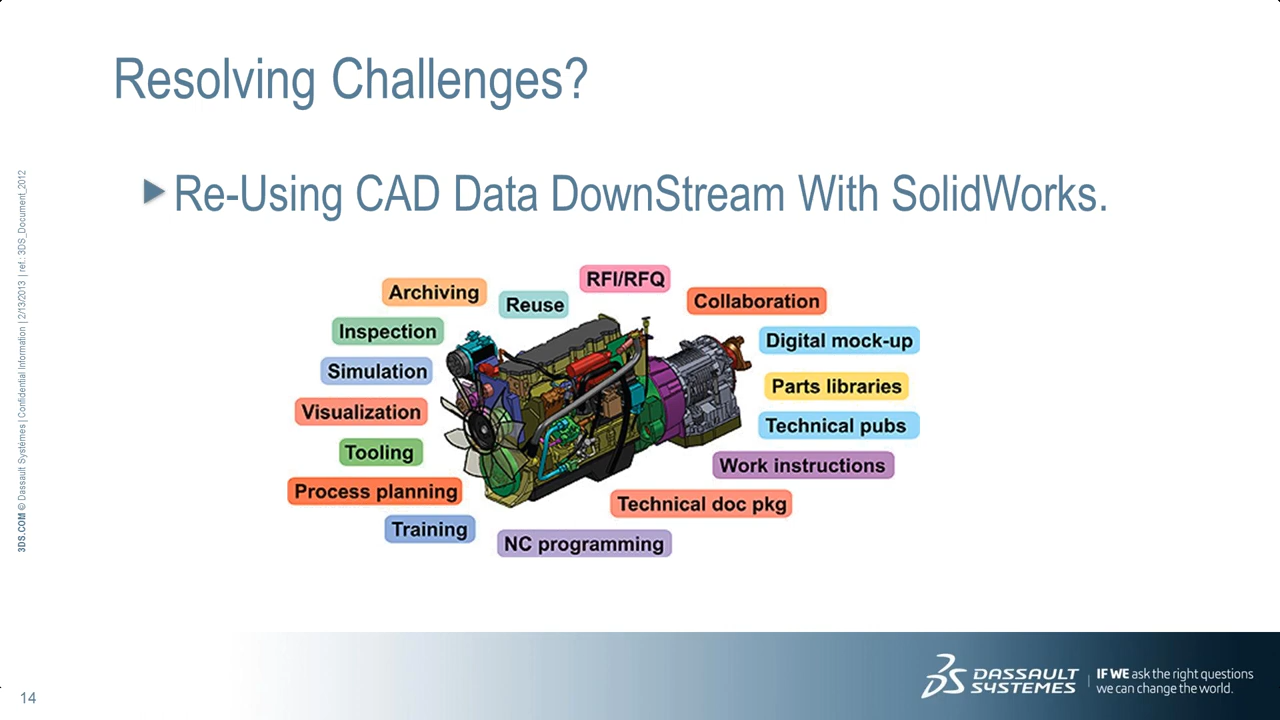 Resolving Challenges?
Re-Using CAD Data DownStream With SolidWorks.
RFI/RFQ
Archiving
Reuse
Collaboration
Inspection
Digital mock-up
Simulation
Parts libraries
Visualization
Technical pubs
Tooling
Work instructions
Process planning
Technical doc pkg
Training
NC programming
3DS.COM © Dassault Systèmes | Confidential Information | 2/13/2013 | ref.: 3DS_Document_2012
14
DASSAULT
SYSTEMES
IF WE ask the right questions
we can change the world.